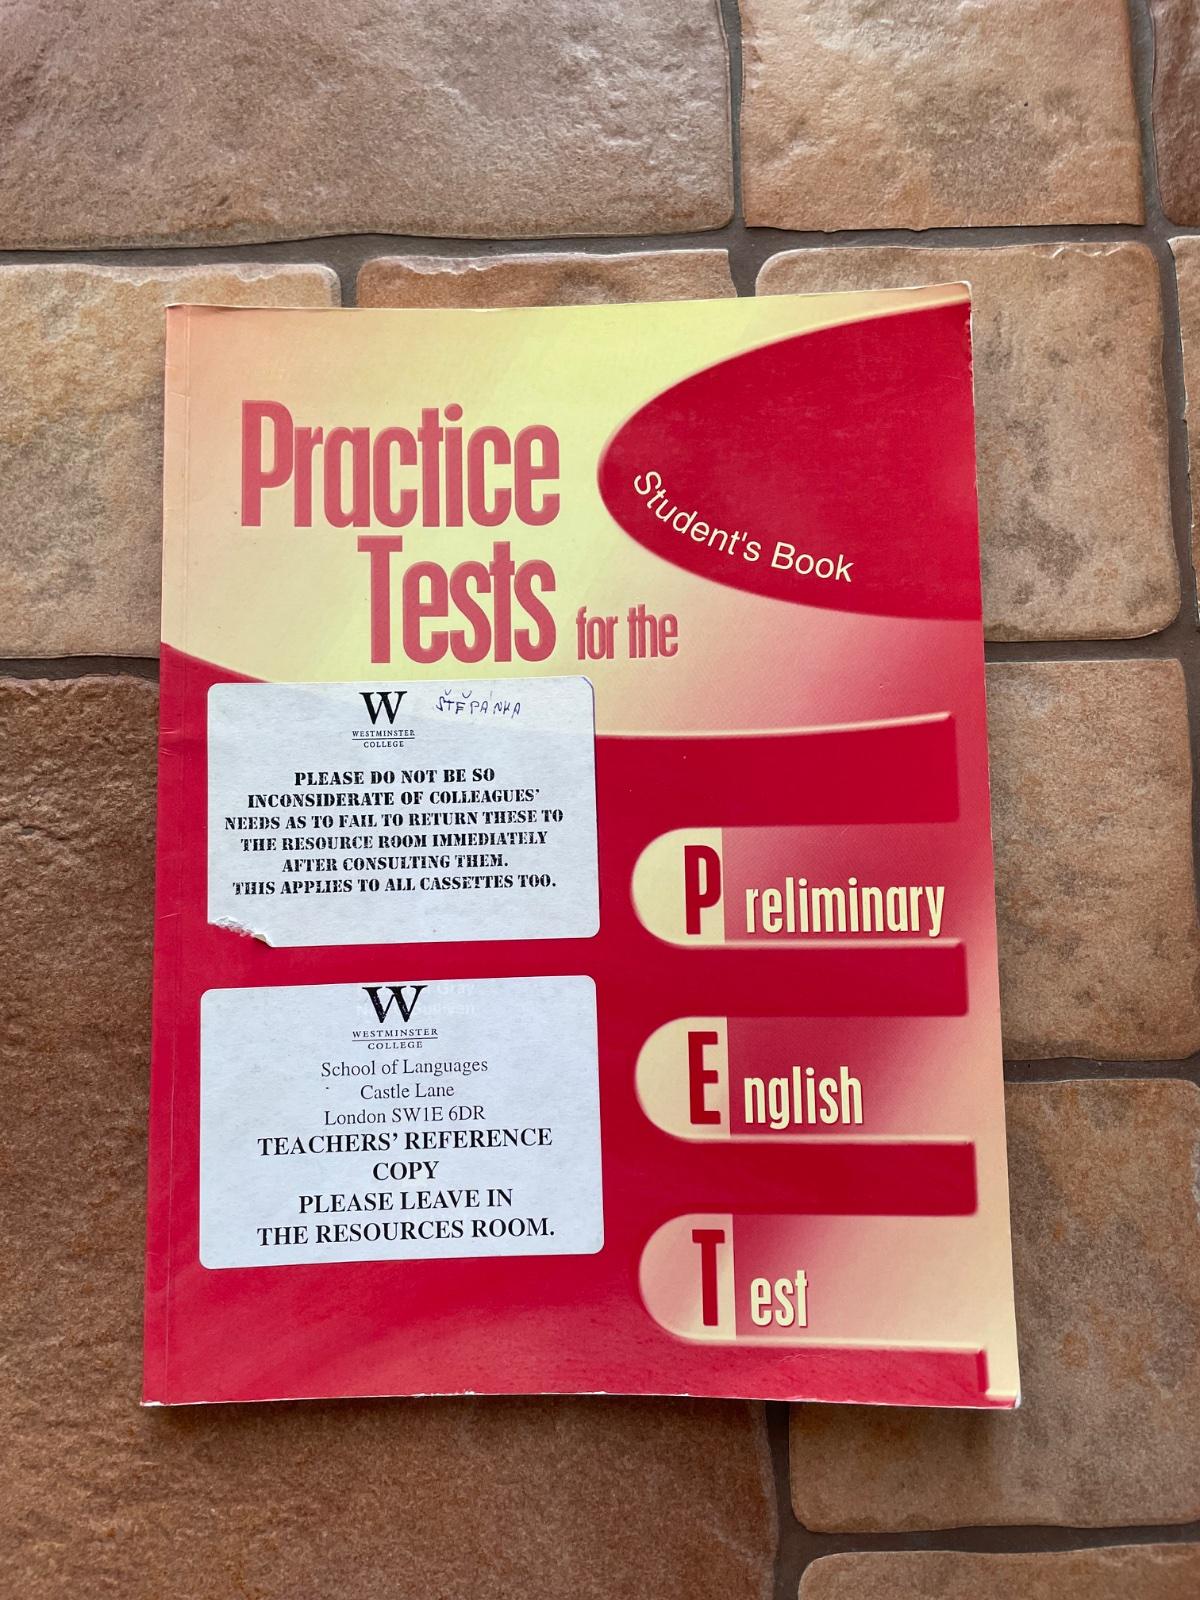 Practice
Tests for the
Student's Book
W ŠTĚPÁNKA
WESTMINSTER
COLLEGE
PLEASE DO NOT BE SO
INCONSIDERATE OF COLLEAGUES'
NEEDS AS TO FAIL TO RETURN THESE TO
THE RESOURCE ROOM IMMEDIATELY
AFTER CONSULTING THEM.
THIS APPLIES TO ALL CASSETTES TOO.
Preliminary
English
Test
Gray
W
WESTMINSTER
COLLEGE
School of Languages
Castle Lane
London SW1E 6DR
TEACHERS' REFERENCE
COPY
PLEASE LEAVE IN
THE RESOURCES ROOM.